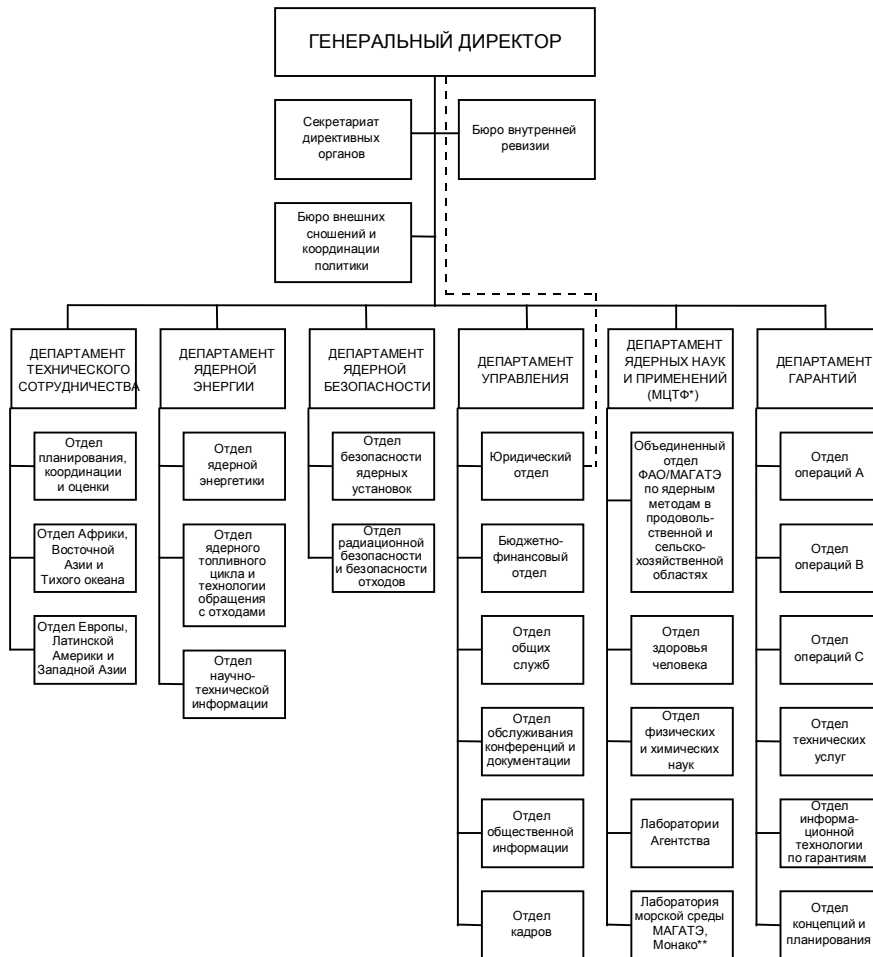 ГЕНЕРАЛЬНЫЙ ДИРЕКТОР
Секретариат
директивных
органов
Бюро внутренней
ревизии
Бюро внешних
сношений и
координации
политики
ДЕПАРТАМЕНТ
ТЕХНИЧЕСКОГО
СОТРУДНИЧЕСТВА
Отдел
планирования,
координации
и оценки
Отдел Африки,
Восточной
Азии и
Тихого океана
Отдел Европы,
Латинской
Америки и
Западной Азии
ДЕПАРТАМЕНТ
ЯДЕРНОЙ
ЭНЕРГИИ
Отдел
ядерной
энергетики
Отдел
ядерного
топливного
цикла и
технологии
обращения
с отходами
Отдел
научно-
технической
информации
ДЕПАРТАМЕНТ
ЯДЕРНОЙ
БЕЗОПАСНОСТИ
Отдел
безопасности
ядерных
установок
Отдел
радиационной
безопасности
и безопасности
отходов
ДЕПАРТАМЕНТ
УПРАВЛЕНИЯ
Юридический
отдел
Бюджетно-
финансовый
отдел
Отдел
общих
служб
Отдел
обслуживания
конференций и
документации
Отдел
общественной
информации
Отдел
кадров
ДЕПАРТАМЕНТ
ЯДЕРНЫХ НАУК
И ПРИМЕНЕНИЙ
(МЦТФ*)
Объединенный
отдел
ФАО/МАГАТЭ
по ядерным
методам в
продоволь-
ственной и
сельско-
хозяйственной
областях
Отдел
здоровья
человека
Отдел
физических
и химических
наук
Лаборатории
Агентства
Лаборатория
морской среды
МАГАТЭ,
Монако**
ДЕПАРТАМЕНТ
ГАРАНТИЙ
Отдел
операций А
Отдел
операций В
Отдел
операций С
Отдел
технических
услуг
Отдел
информа-
ционной
технологии
по гарантиям
Отдел
концепций и
планирования